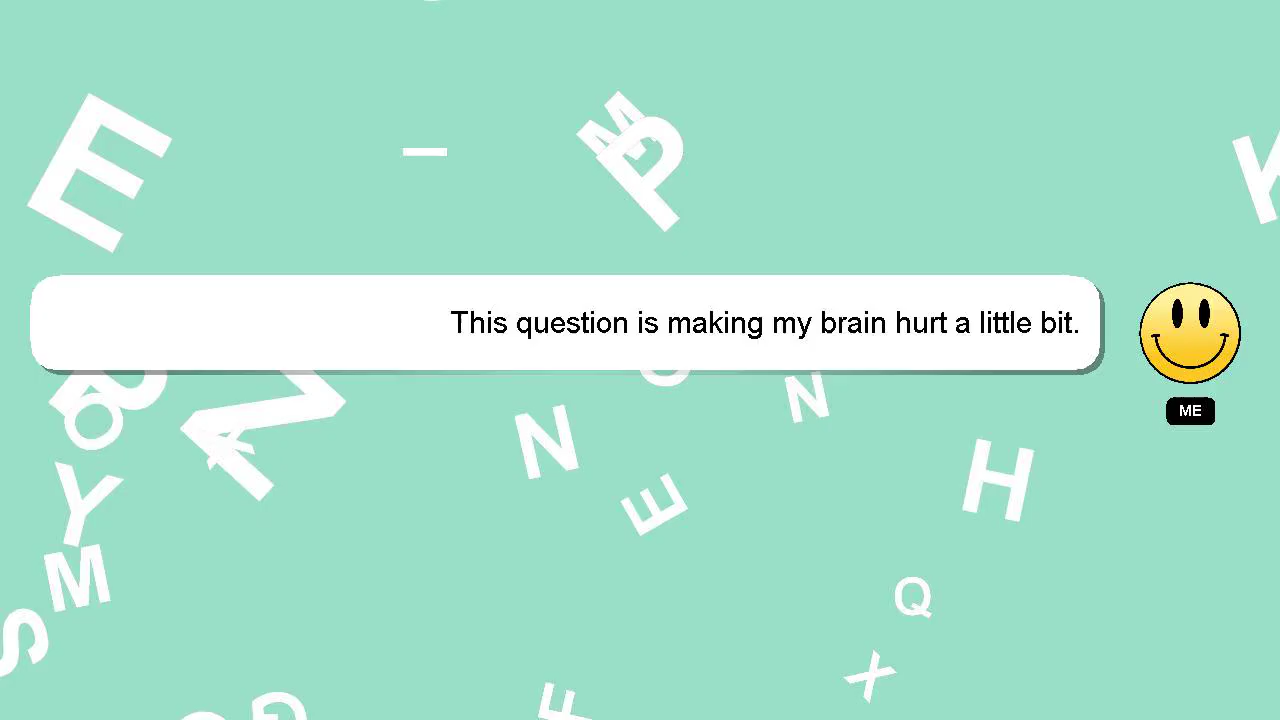 E
I
M
P
K
This question is making my brain hurt a little bit.
ME
O
A
N
N
Y
E
H
M
Q
S
X
G
F